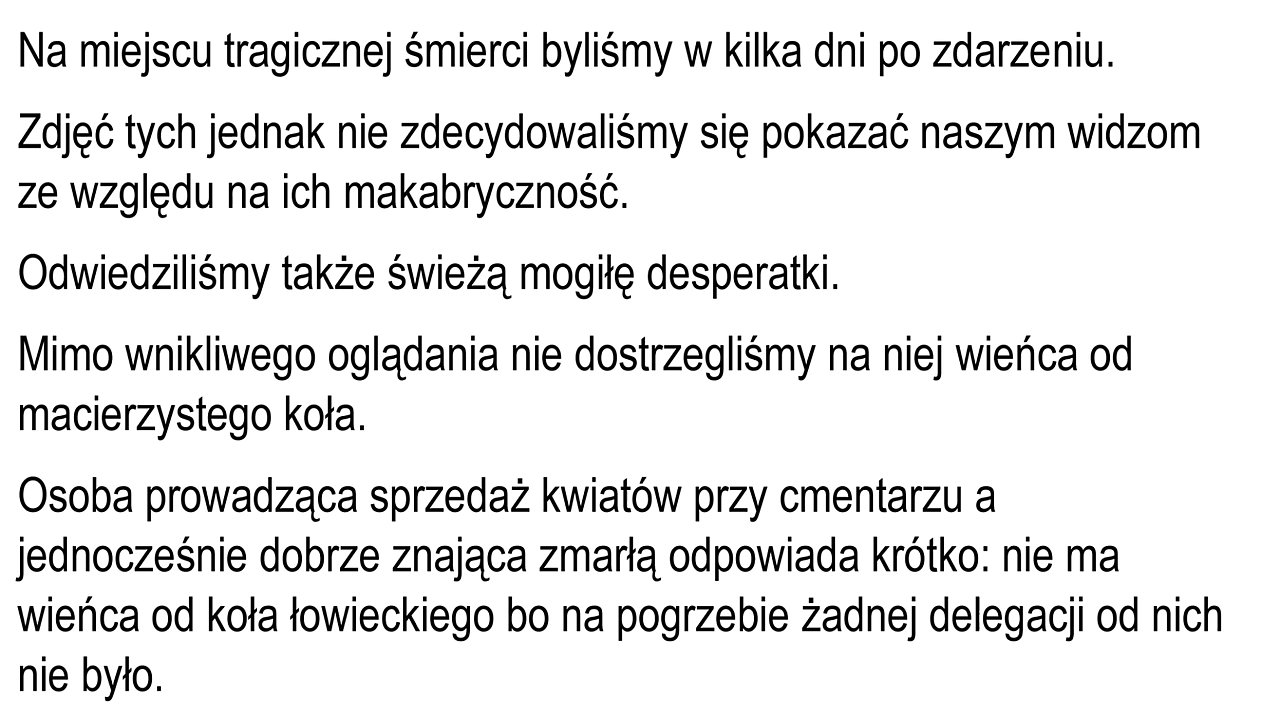 Na miejscu tragicznej śmierci byliśmy w kilka dni po zdarzeniu.
Zdjęć tych jednak nie zdecydowaliśmy się pokazać naszym widzom
ze względu na ich makabryczność.
Odwiedziliśmy także świeżą mogiłę desperatki.
Mimo wnikliwego oglądania nie dostrzegliśmy na niej wieńca od
macierzystego koła.
Osoba prowadząca sprzedaż kwiatów przy cmentarzu a
jednocześnie dobrze znająca zmarłą odpowiada krótko: nie ma
wieńca od koła łowieckiego bo na pogrzebie żadnej delegacji od nich
nie było.